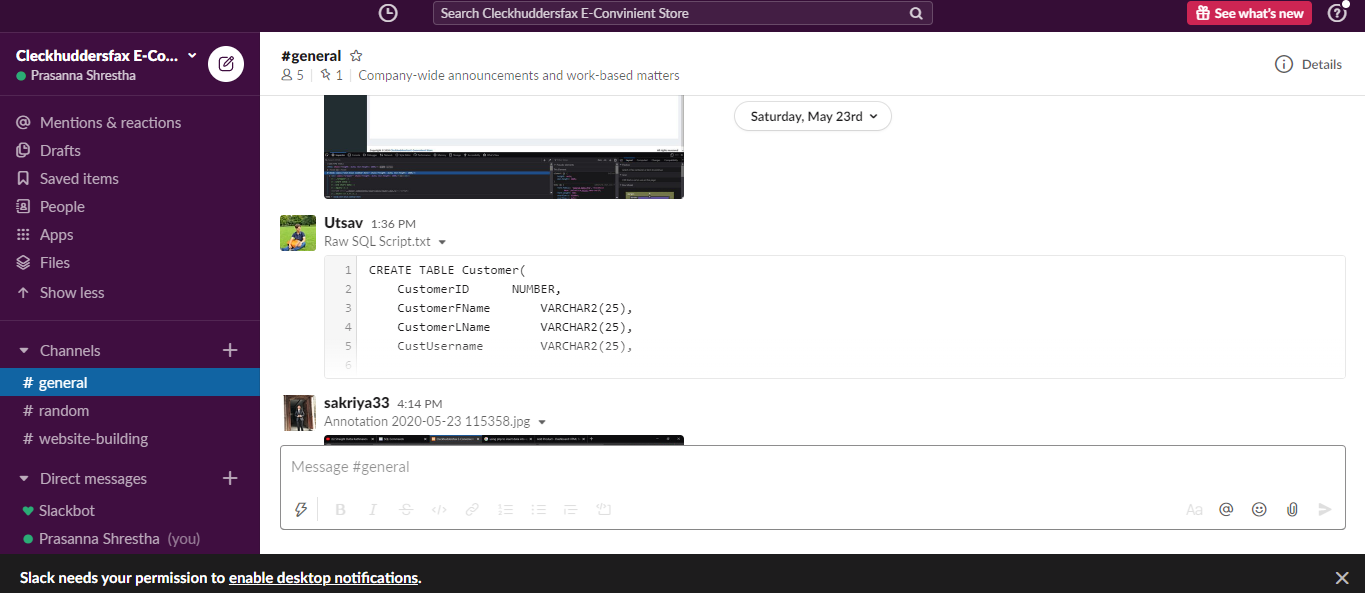 Search Cleckhuddersfax E-Convinient Store
See what's new
Cleckhuddersfax E-Co...
Prasanna Shrestha
Mentions & reactions
Drafts
Saved items
People
Apps
Files
Show less
Channels
# general
# random
# website-building
Direct messages
Slackbot
Prasanna Shrestha (you)
#general
5 | 1 | Company-wide announcements and work-based matters
Details
Saturday, May 23rd
Utsav 1:36 PM
Raw SQL Script.txt
1 CREATE TABLE Customer(
2 CustomerID NUMBER,
3 CustomerFName VARCHAR2(25),
4 CustomerLName VARCHAR2(25),
5 CustUsername VARCHAR2(25),
6
sakriya33 4:14 PM
Annotation 2020-05-23 115358.jpg
Message #general
B I S </> Aa @
Slack needs your permission to enable desktop notifications.